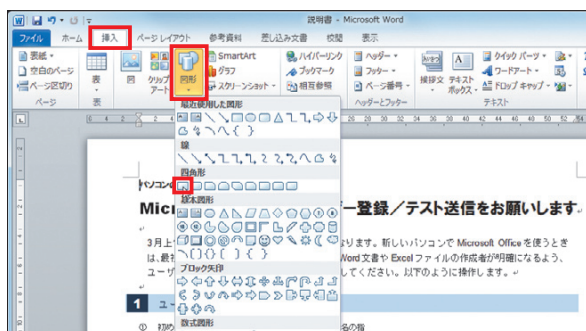 説明書 - Microsoft Word
ファイル ホーム 挿入 ページ レイアウト 参考資料 差し込み文書 校閲 表示
表紙
空白のページ
ページ区切り
ページ
表
表
図
クリップ
アート
図形
SmartArt
グラフ
スクリーンショット
ハイパーリンク
ブックマーク
相互参照
ヘッダー
フッター
ページ番号
ヘッダーとフッター
挨拶文
テキスト
ボックス
クイック パーツ
ワードアート
ドロップ キャップ
テキスト
最近使用した図形
線
四角形
基本図形
ブロック矢印
数式図形
パソコンの
Micr
ー登録／テスト送信をお願いします。
3月上
なります。新しいパソコンで Microsoft Office を使うとき
は、最初
Word 文書や Excel ファイルの作成者が明確になるよう、
ユーザ
してください。以下のように操作します。
1 ユー
① 初め
名の指